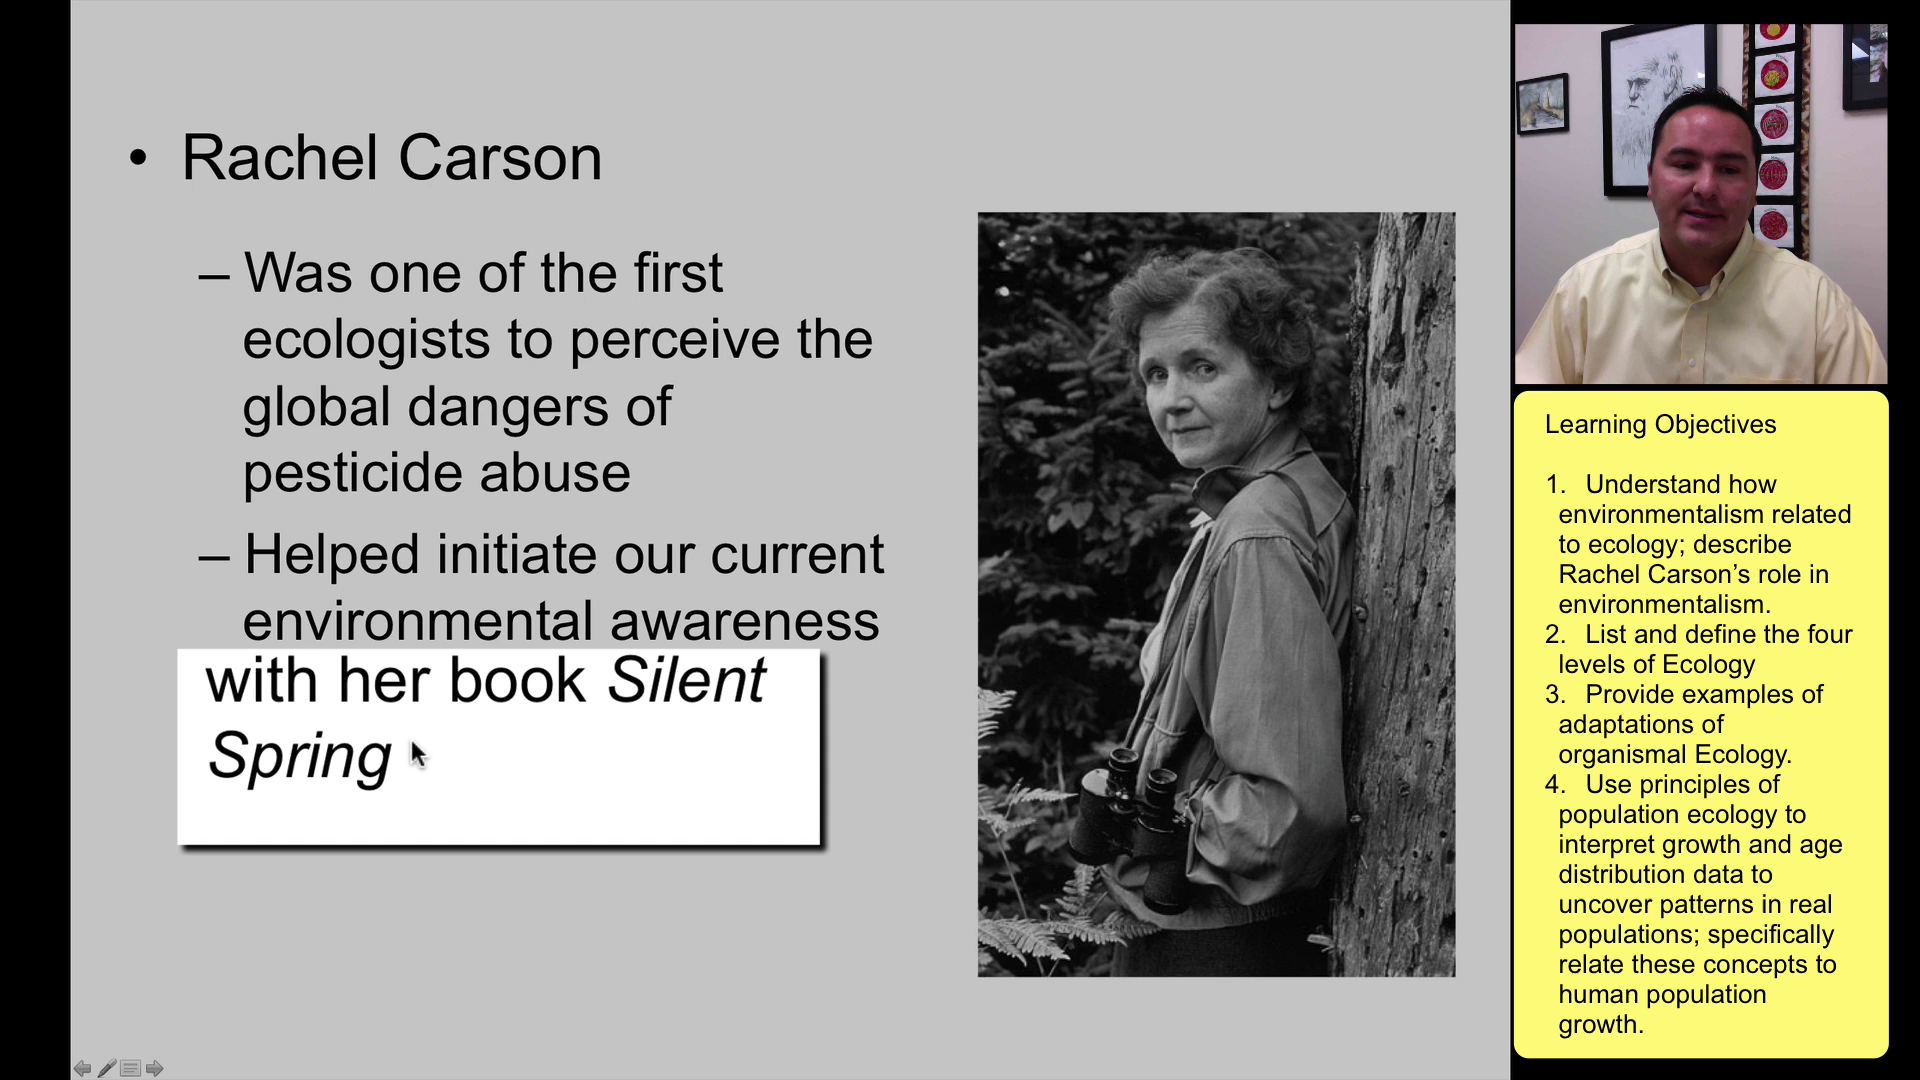 • Rachel Carson
– Was one of the first
ecologists to perceive the
global dangers of
pesticide abuse
– Helped initiate our current
environmental awareness
with her book Silent
Spring
Learning Objectives
1. Understand how
environmentalism related
to ecology; describe
Rachel Carson’s role in
environmentalism.
2. List and define the four
levels of Ecology
3. Provide examples of
adaptations of
organismal Ecology.
4. Use principles of
population ecology to
interpret growth and age
distribution data to
uncover patterns in real
populations; specifically
relate these concepts to
human population
growth.